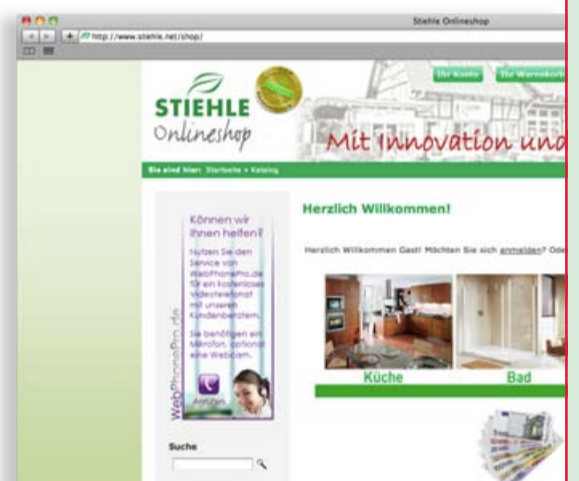 Stiehle Onlineshop
http://www.stiehle.net/shop/
STIEHLE
Onlineshop
Ihr Konto
Ihr Warenkorb
Mit Innovation und
Sie sind hier: Startseite » Katalog
Können wir
Ihnen helfen?
Nutzen Sie den
Service von
WebPhonePro.de
für ein kostenloses
Videotelefonat
mit unseren
Kundenberatern.
Sie benötigen ein
Mikrofon, optional
eine Webcam.
Anrufen
WebPhonePro.de
Suche
Herzlich Willkommen!
Herzlich Willkommen Gast! Möchten Sie sich anmelden? Ode
Küche
Bad